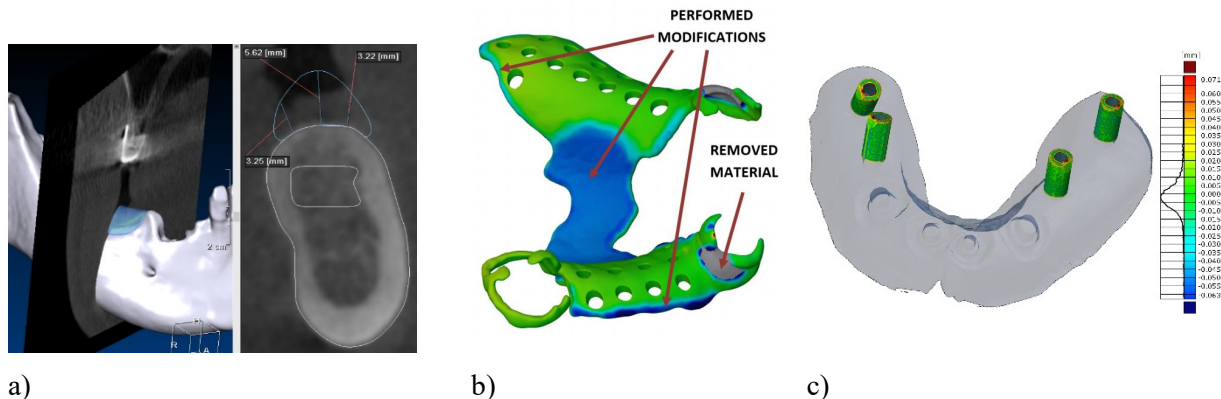 5.62 [mm]
3.22 [mm]
3.25 [mm]
2 cm
R
A
PERFORMED
MODIFICATIONS
REMOVED
MATERIAL
[mm]
0.071
0.060
0.055
0.050
0.045
0.040
0.035
0.030
0.025
0.020
0.015
0.010
0.005
0.000
-0.005
-0.010
-0.015
-0.020
-0.025
-0.030
-0.035
-0.040
-0.045
-0.050
-0.055
-0.063
a)
b)
c)